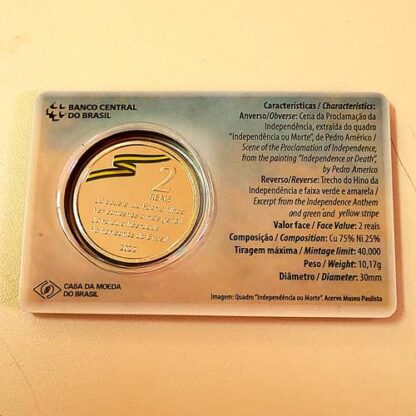 BANCO CENTRAL
DO BRASIL
2
REAIS
2022
CASA DA MOEDA
DO BRASIL
Características / Characteristics:
Anverso/Obverse: Cena da Proclamação da
Independência, extraída do quadro
"Independência ou Morte", de Pedro Américo /
Scene of the Proclamation of Independence,
from the painting "Independence or Death",
by Pedro Americo
Reverso/Reverse: Trecho do Hino da
Independência e faixa verde e amarela /
Excerpt from the Independence Anthem
and green and yellow stripe
Valor face / Face Value: 2 reais
Composição / Composition: Cu 75% Ni 25%
Tiragem máxima / Mintage limit: 40.000
Peso / Weight: 10,17g
Diâmetro / Diameter: 30mm
Imagem: Quadro "Independência ou Morte". Acervo Museu Paulista